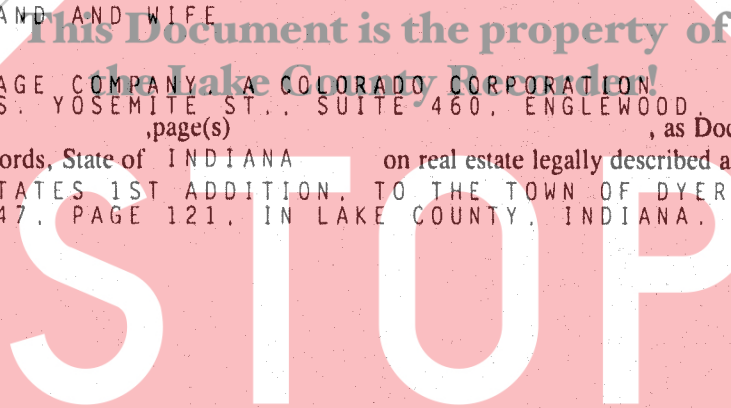 AND AND WIFE
This Document is the property of
the Lake County Recorder!
AGE COMPANY, A COLORADO CORPORATION
S. YOSEMITE ST., SUITE 460, ENGLEWOOD,
,page(s) , as Doc
ords, State of INDIANA on real estate legally described a
TATES 1ST ADDITION, TO THE TOWN OF DYER
47, PAGE 121, IN LAKE COUNTY, INDIANA.
STOP